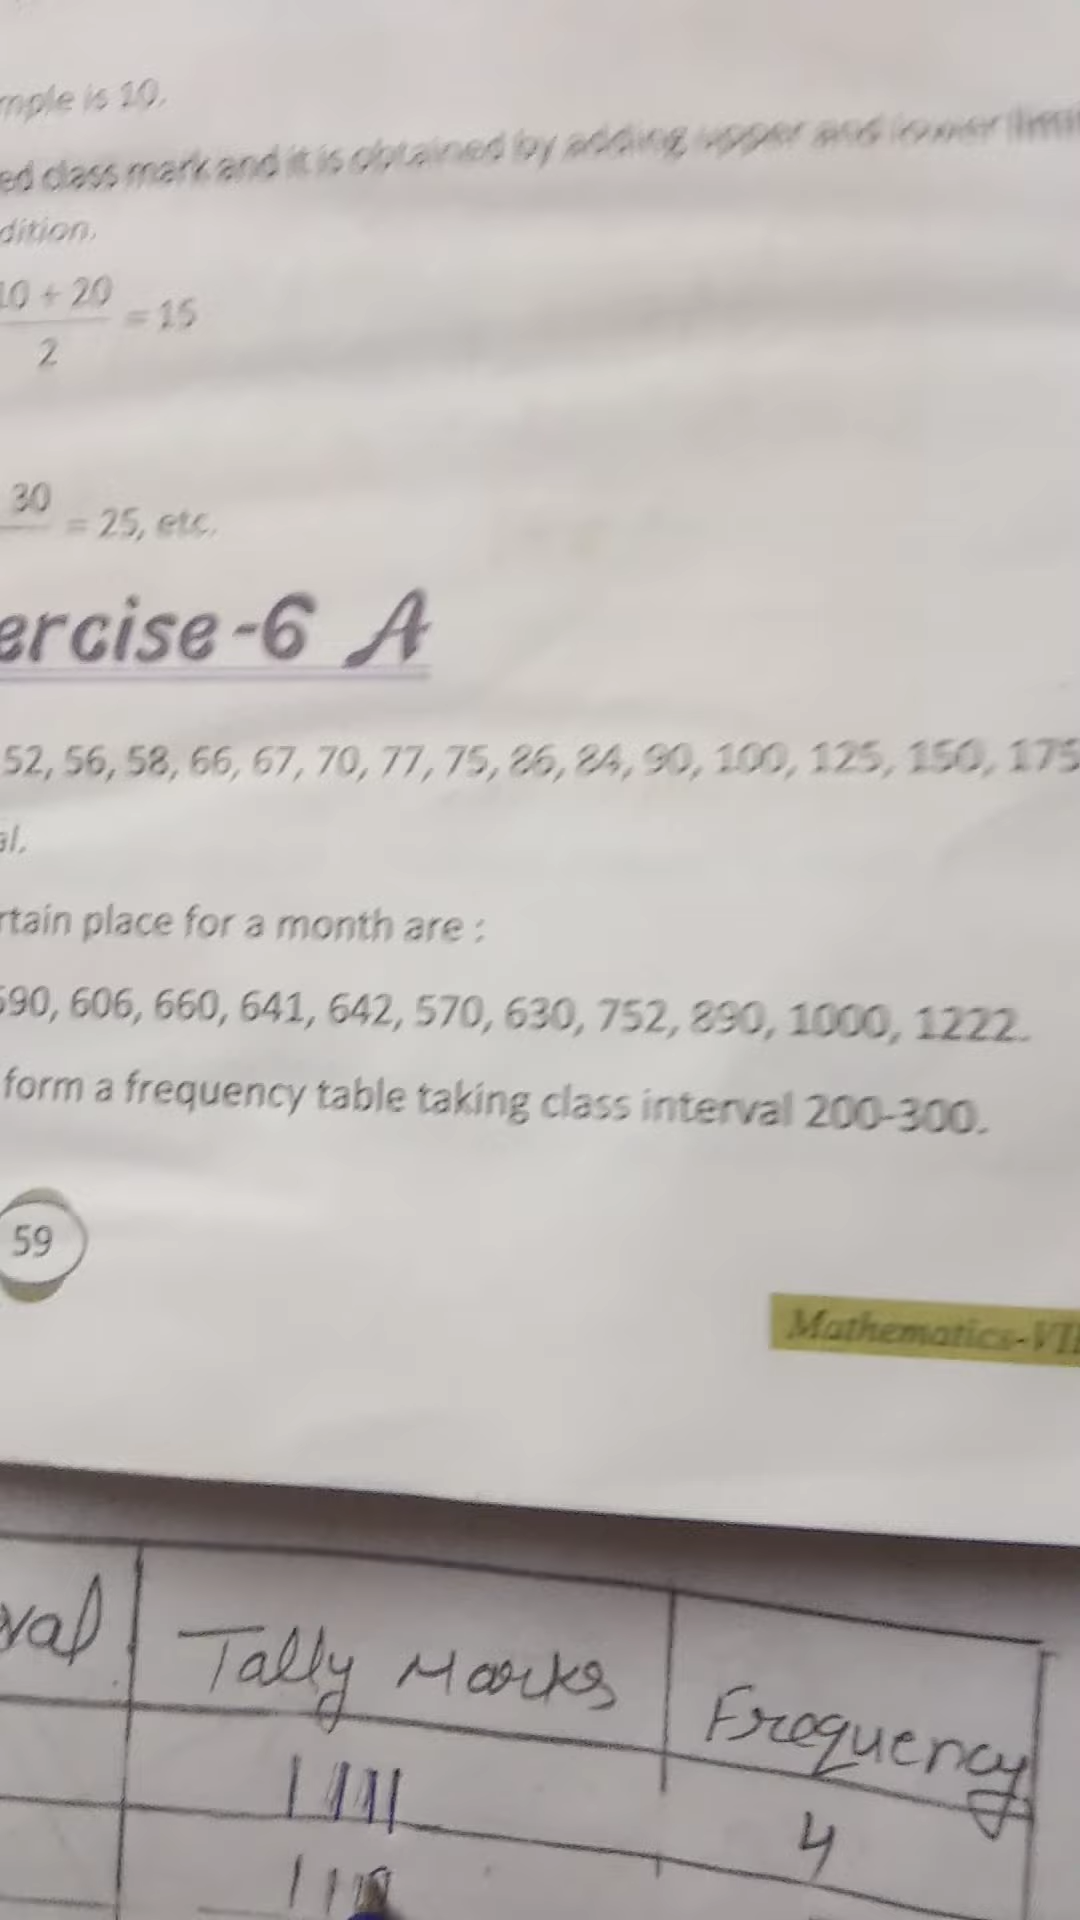 mple is 10.
ed class mark and it is obtained by adding upper and lower limit
dition.
10 + 20
= 15
2
30
= 25, etc.
ercise-6 A
52, 56, 58, 66, 67, 70, 77, 75, 86, 84, 90, 100, 125, 150, 175
al.
rtain place for a month are :
590, 606, 660, 641, 642, 570, 630, 752, 890, 1000, 1222.
form a frequency table taking class interval 200-300.
59
Mathematics-VII
val Tally Marks Frequency
4